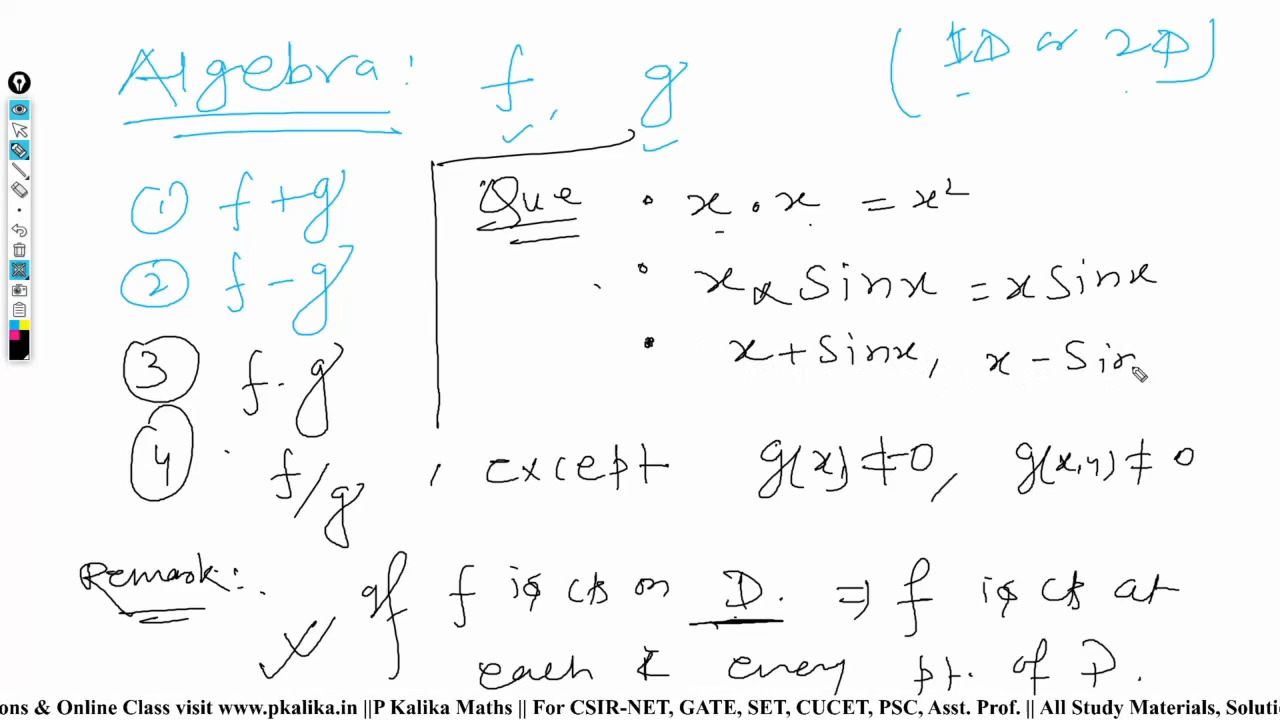 Algebra: f, g (1D or 2D)
① f + g
② f - g
③ f . g
④ f/g, except g(x) ≠ 0, g(x,y) ≠ 0
Que • x . x = x²
• x × Sinx = x Sinx
• x + Sinx, x - Sin
Remark: If f is cts on D. ⇒ f is cts at
each & every pt. of D.
ons & Online Class visit www.pkalika.in ||P Kalika Maths || For CSIR-NET, GATE, SET, CUCET, PSC, Asst. Prof. || All Study Materials, Soluti